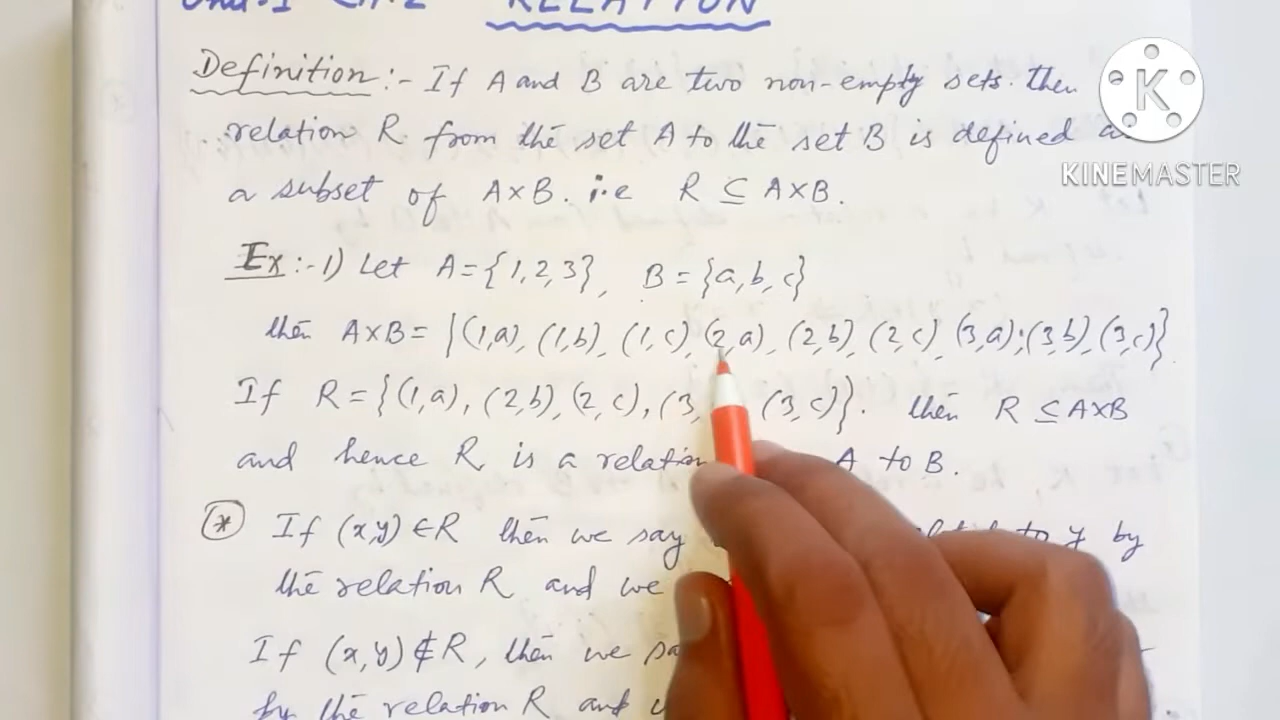 RELATION
Definition:- If A and B are two non-empty sets. then
relation R from the set A to the set B is defined
a subset of A×B. i.e R ⊆ A×B.
Ex:-1) Let A={1,2,3}, B={a,b,c}
then A×B= {(1,a), (1,b), (1,c), (2,a), (2,b), (2,c), (3,a), (3,b), (3,c)}
If R={(1,a), (2,b), (2,c), (3, (3,c)}. then R ⊆ A×B
and hence R is a relation A to B.
* If (x,y) ∈ R then we say to y by
the relation R and we
If (x,y) ∉ R, then we
by the relation R and
K
KINEMASTER